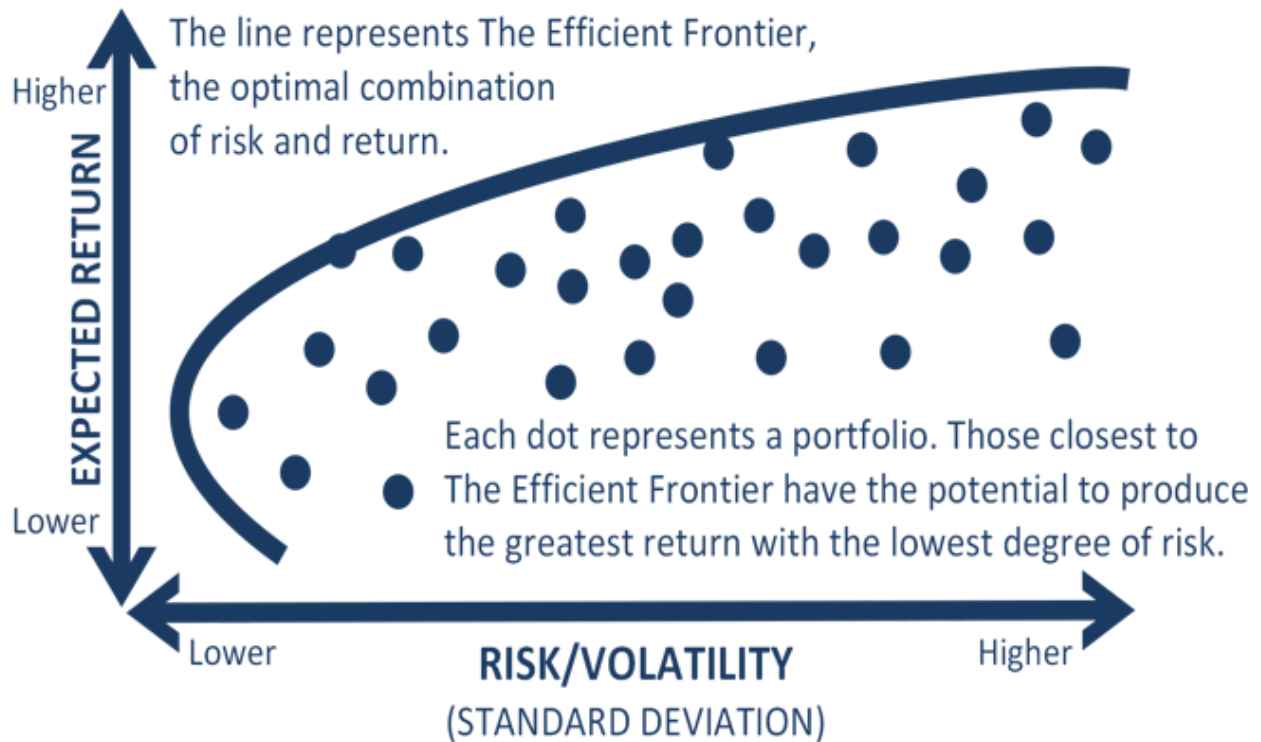 The line represents The Efficient Frontier,
the optimal combination
of risk and return.
Higher
EXPECTED RETURN
Lower
Each dot represents a portfolio. Those closest to
The Efficient Frontier have the potential to produce
the greatest return with the lowest degree of risk.
Lower
RISK/VOLATILITY
Higher
(STANDARD DEVIATION)